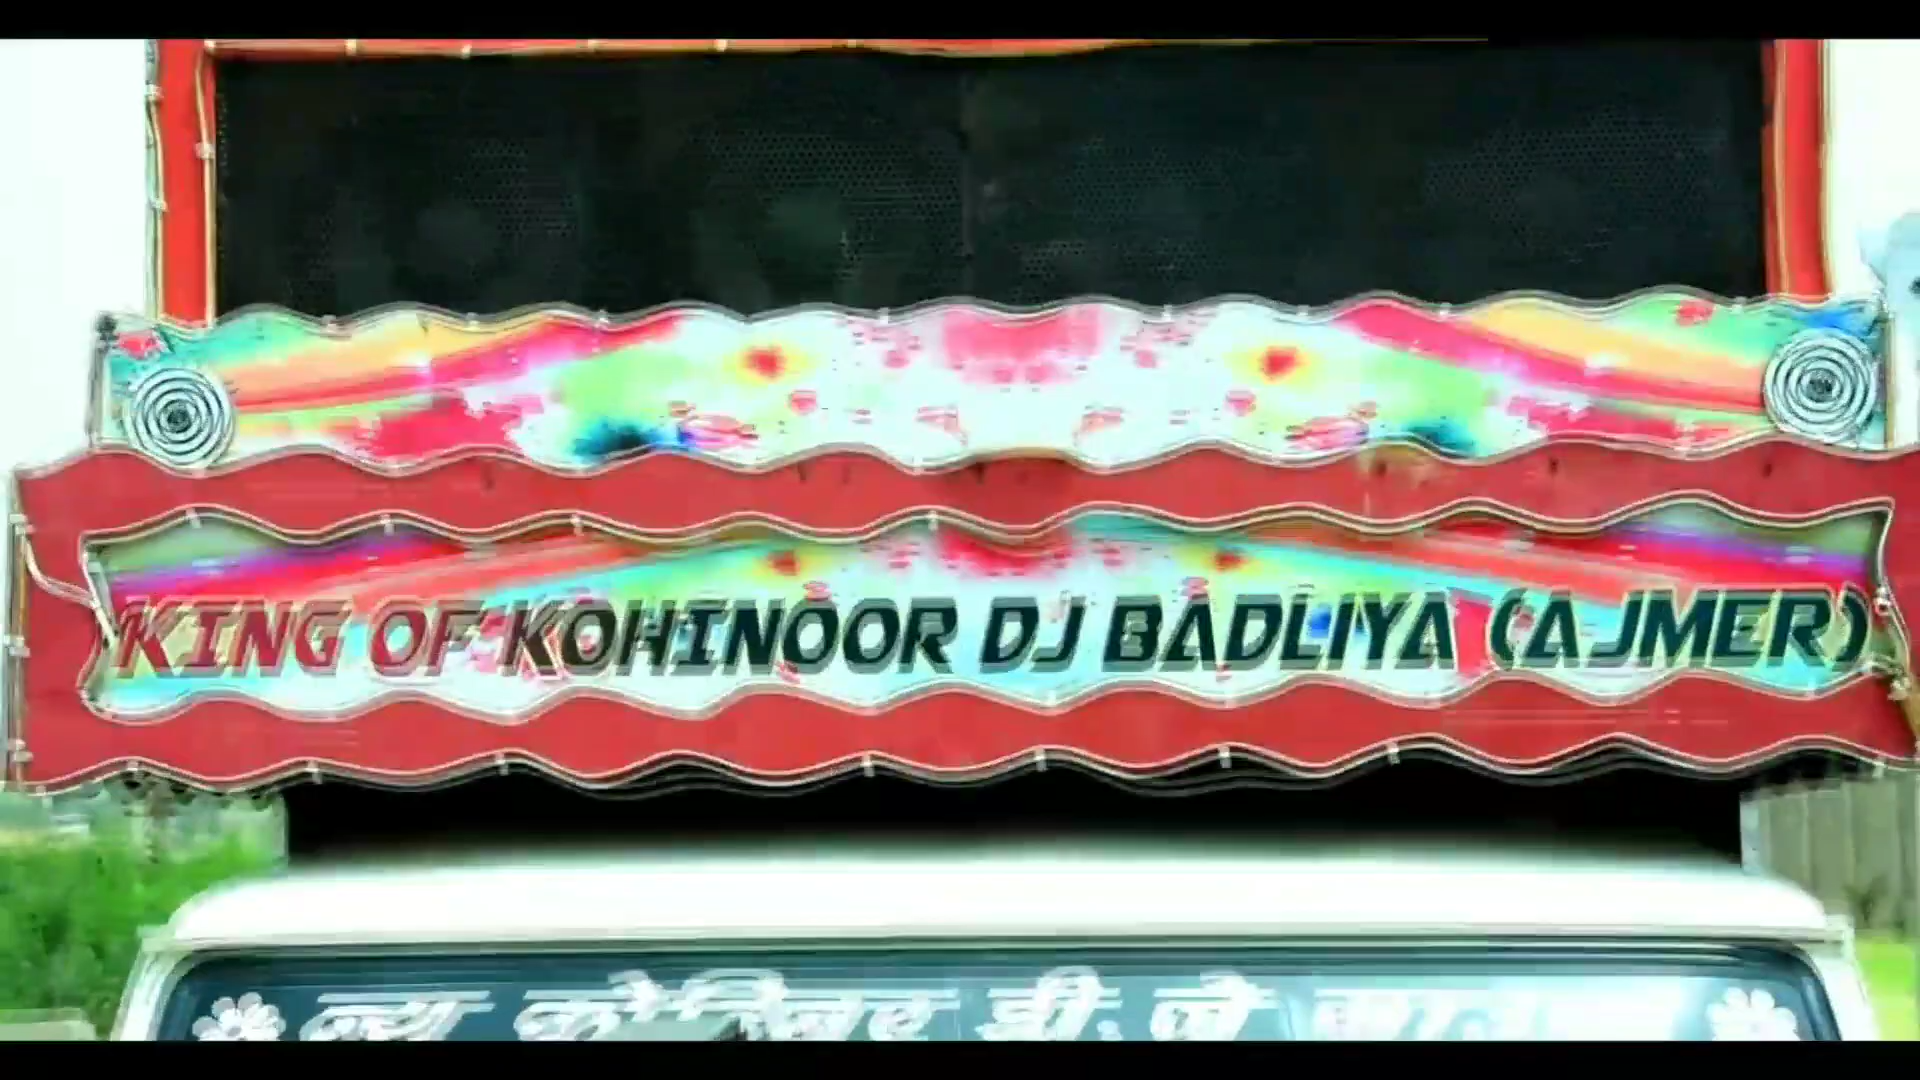 KING OF KOHINOOR DJ BADLIYA (AJMER)
न्यू कोहिनूर डी.जे